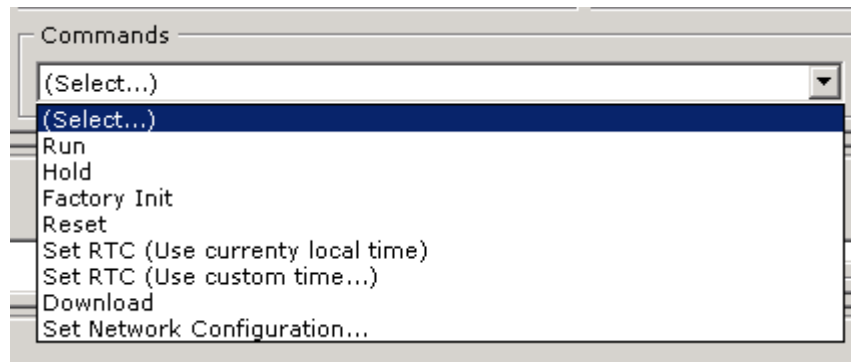 Commands
(Select...)
(Select...)
Run
Hold
Factory Init
Reset
Set RTC (Use currenty local time)
Set RTC (Use custom time...)
Download
Set Network Configuration...